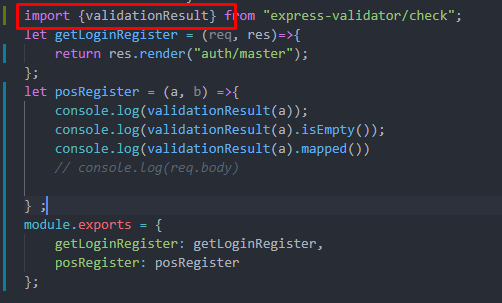 import {validationResult} from "express-validator/check";
let getLoginRegister = (req, res)=>{
    return res.render("auth/master");
};
let posRegister = (a, b) =>{
    console.log(validationResult(a));
    console.log(validationResult(a).isEmpty());
    console.log(validationResult(a).mapped())
    // console.log(req.body)
} ;
module.exports = {
    getLoginRegister: getLoginRegister,
    posRegister: posRegister
};